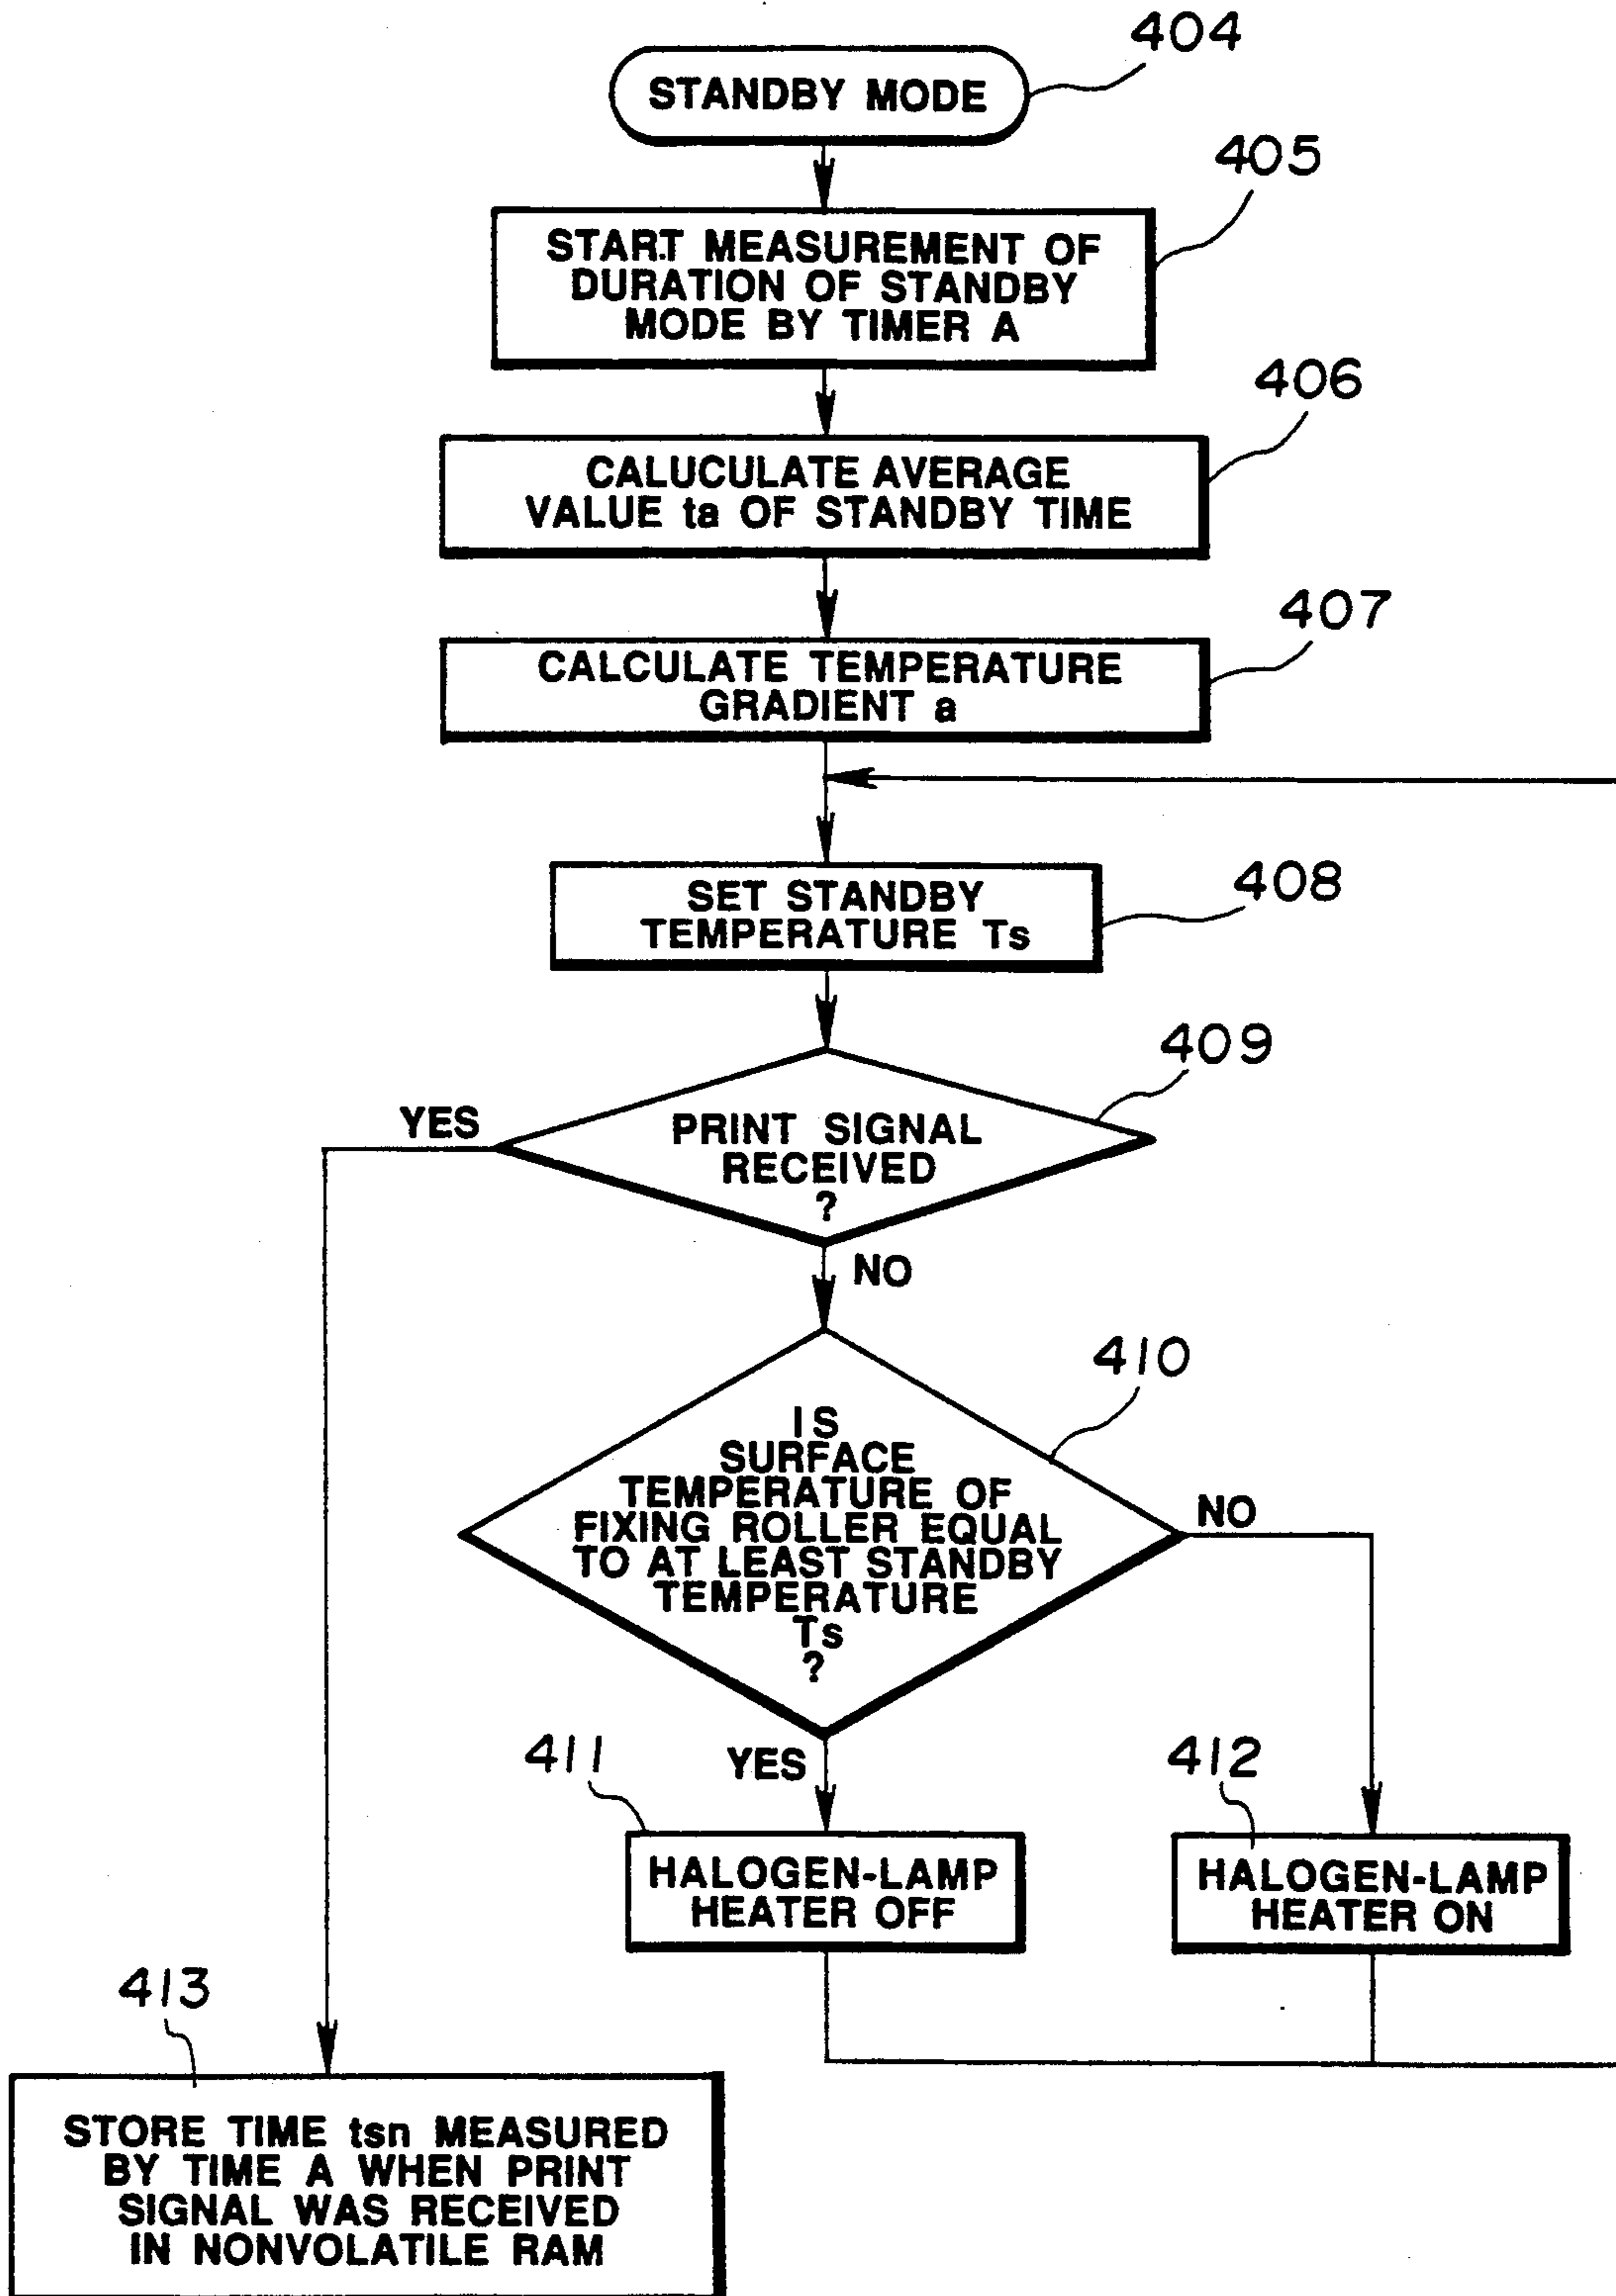 404
STANDBY MODE
405
START MEASUREMENT OF
DURATION OF STANDBY
MODE BY TIMER A
406
CALUCULATE AVERAGE
VALUE ta OF STANDBY TIME
407
CALCULATE TEMPERATURE
GRADIENT a
408
SET STANDBY
TEMPERATURE Ts
409
YES
PRINT SIGNAL
RECEIVED
?
NO
410
IS
SURFACE
TEMPERATURE OF
FIXING ROLLER EQUAL
TO AT LEAST STANDBY
TEMPERATURE
Ts
?
NO
YES
411
412
HALOGEN-LAMP
HEATER OFF
HALOGEN-LAMP
HEATER ON
413
STORE TIME tsn MEASURED
BY TIME A WHEN PRINT
SIGNAL WAS RECEIVED
IN NONVOLATILE RAM